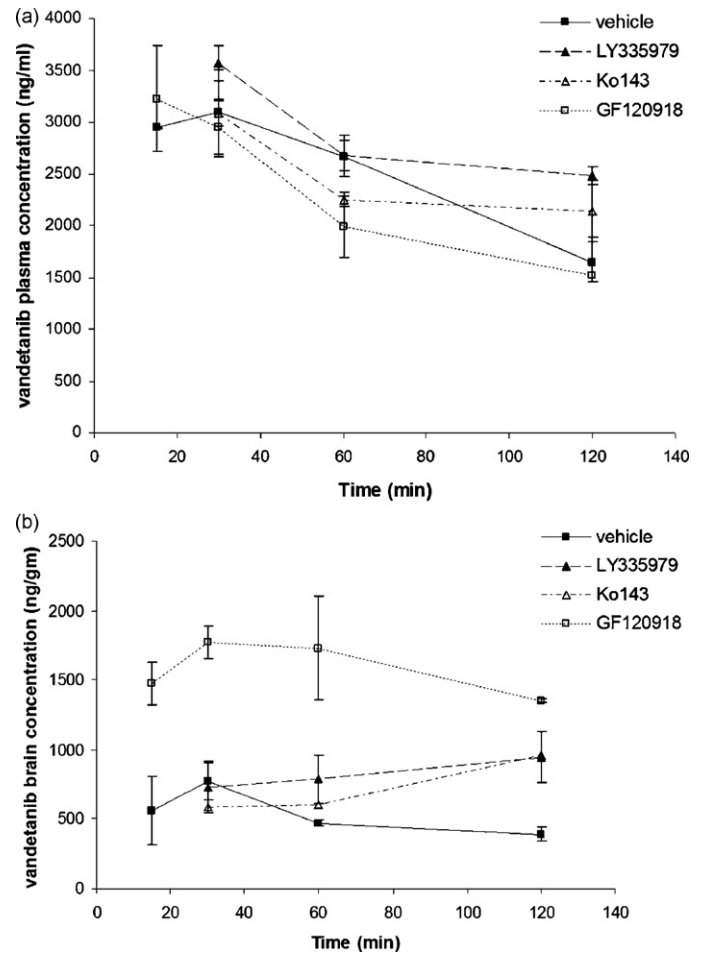 (a)
vandetanib plasma concentration (ng/ml)
4000
3500
3000
2500
2000
1500
1000
500
0
0 20 40 60 80 100 120 140
Time (min)
vehicle
LY335979
Ko143
GF120918
(b)
vandetanib brain concentration (ng/gm)
2500
2000
1500
1000
500
0
0 20 40 60 80 100 120 140
Time (min)
vehicle
LY335979
Ko143
GF120918